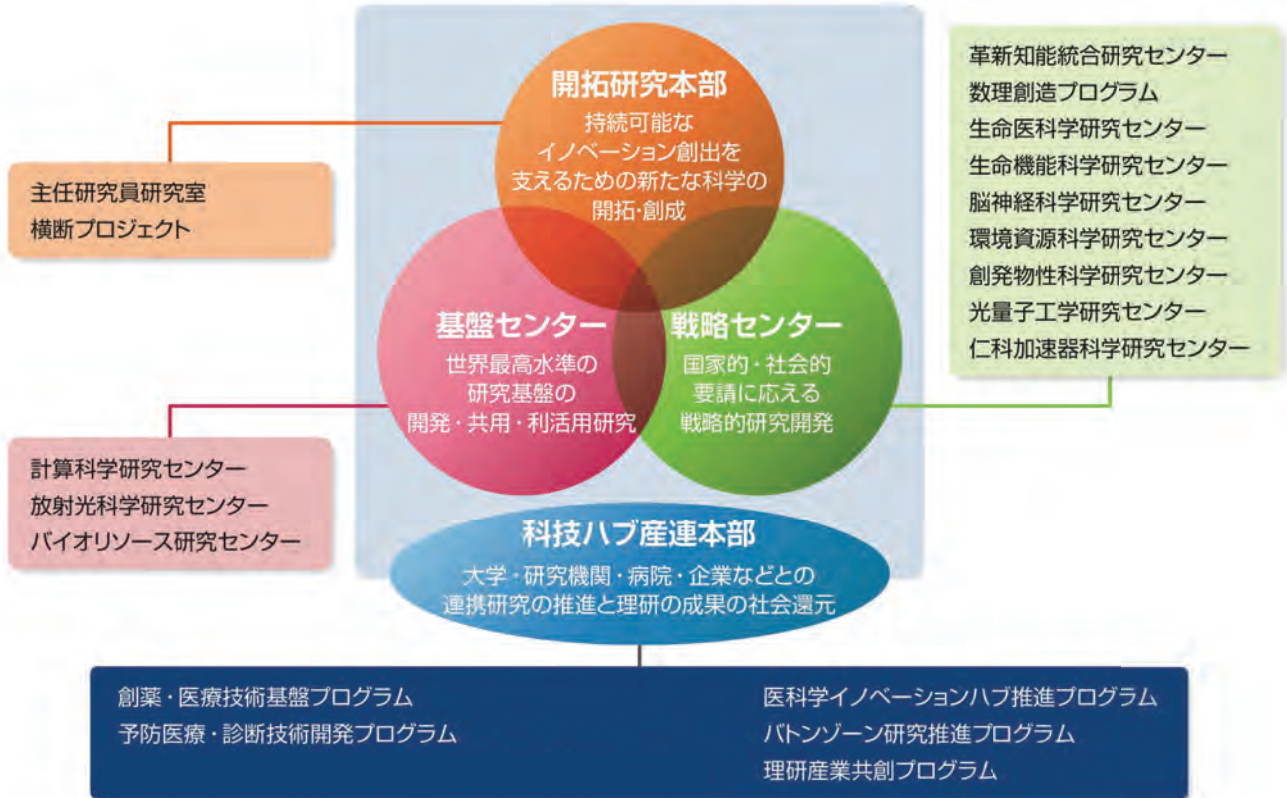 開拓研究本部
持続可能な
イノベーション創出を
支えるための新たな科学の
開拓・創成
主任研究員研究室
横断プロジェクト
基盤センター
世界最高水準の
研究基盤の
開発・共用・利活用研究
計算科学研究センター
放射光科学研究センター
バイオリソース研究センター
戦略センター
国家的・社会的
要請に応える
戦略的研究開発
革新知能統合研究センター
数理創造プログラム
生命医科学研究センター
生命機能科学研究センター
脳神経科学研究センター
環境資源科学研究センター
創発物性科学研究センター
光量子工学研究センター
仁科加速器科学研究センター
科技ハブ産連本部
大学・研究機関・病院・企業などとの
連携研究の推進と理研の成果の社会還元
創薬・医療技術基盤プログラム
予防医療・診断技術開発プログラム
医科学イノベーションハブ推進プログラム
バトンゾーン研究推進プログラム
理研産業共創プログラム